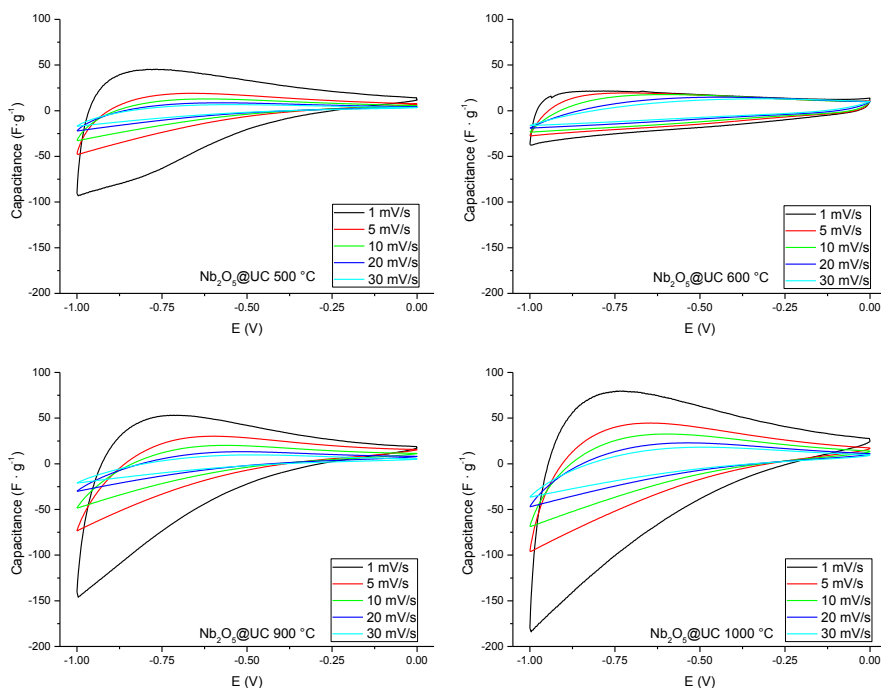 100
50
0
-50
-100
-150
-200
Capacitance (F · g⁻¹)
1 mV/s
5 mV/s
10 mV/s
20 mV/s
30 mV/s
Nb₂O₅@UC 500 °C
-1.00
-0.75
-0.50
-0.25
0.00
E (V)
100
50
0
-50
-100
-150
-200
Capacitance (F · g⁻¹)
1 mV/s
5 mV/s
10 mV/s
20 mV/s
30 mV/s
Nb₂O₅@UC 600 °C
-1.00
-0.75
-0.50
-0.25
0.00
E (V)
100
50
0
-50
-100
-150
-200
Capacitance (F · g⁻¹)
1 mV/s
5 mV/s
10 mV/s
20 mV/s
30 mV/s
Nb₂O₅@UC 900 °C
-1.00
-0.75
-0.50
-0.25
0.00
E (V)
100
50
0
-50
-100
-150
-200
Capacitance (F · g⁻¹)
1 mV/s
5 mV/s
10 mV/s
20 mV/s
30 mV/s
Nb₂O₅@UC 1000 °C
-1.00
-0.75
-0.50
-0.25
0.00
E (V)